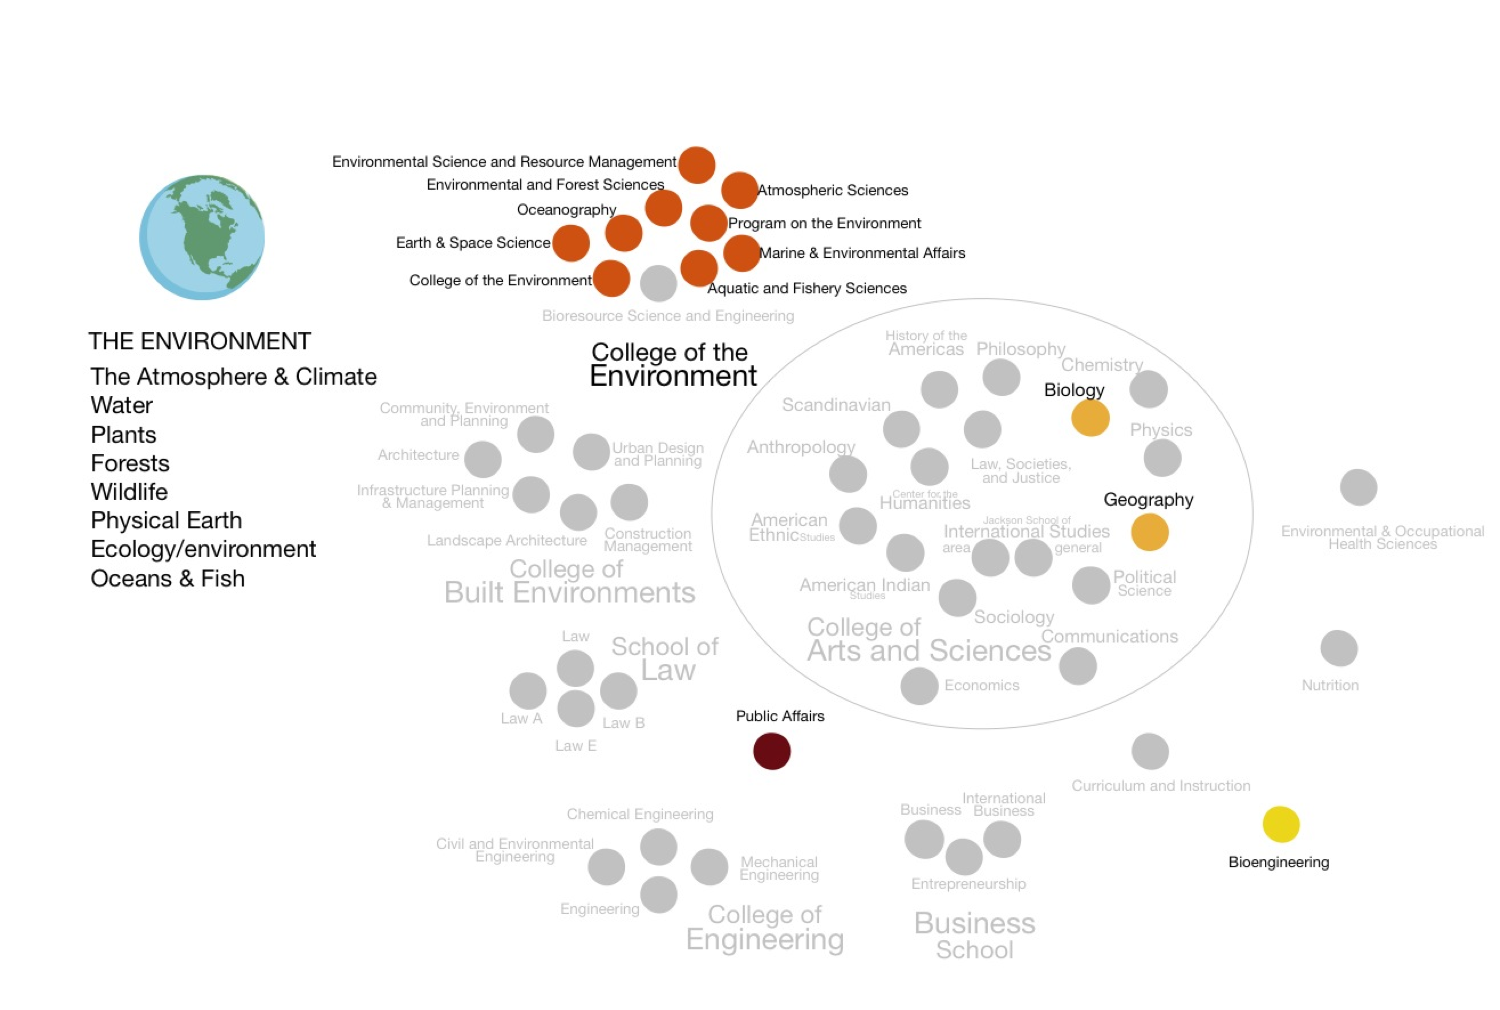 Environmental Science and Resource Management
Environmental and Forest Sciences
Atmospheric Sciences
Oceanography
Program on the Environment
Earth & Space Science
Marine & Environmental Affairs
College of the Environment
Aquatic and Fishery Sciences
Bioresource Science and Engineering
College of the
Environment
THE ENVIRONMENT
The Atmosphere & Climate
Water
Plants
Forests
Wildlife
Physical Earth
Ecology/environment
Oceans & Fish
Community, Environment
and Planning
Architecture
Urban Design
and Planning
Infrastructure Planning
& Management
Landscape Architecture
Construction
Management
College of
Built Environments
History of the
Americas
Philosophy
Chemistry
Biology
Scandinavian
Physics
Anthropology
Law, Societies,
and Justice
Center for the
Humanities
Geography
American
Ethnic Studies
Jackson School of
International Studies
area
general
American Indian
Studies
Political
Science
Sociology
College of
Arts and Sciences
Communications
Economics
Environmental & Occupational
Health Sciences
Nutrition
Law
School of
Law
Law A
Law B
Law E
Public Affairs
Curriculum and Instruction
Chemical Engineering
Civil and Environmental
Engineering
Mechanical
Engineering
Engineering
College of
Engineering
International
Business
Business
Entrepreneurship
Business
School
Bioengineering